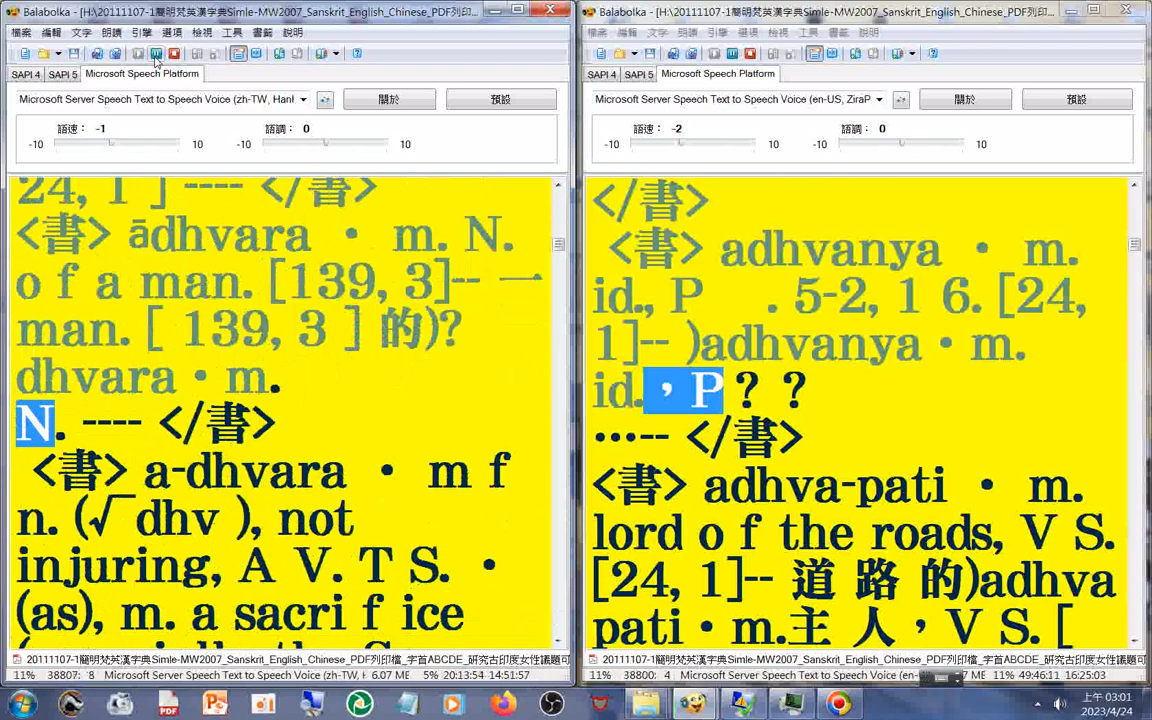 Balabolka - [H:\20111107-1簡明梵英漢字典Simle-MW2007_Sanskrit_English_Chinese_PDF列印...
檔案 編輯 文字 朗讀 引擎 選項 檢視 工具 書籤 說明
SAPI 4 SAPI 5 Microsoft Speech Platform
Microsoft Server Speech Text to Speech Voice (zh-TW, Hanl
關於 預設
語速： -1 語調： 0
-10 10 -10 10
24, 1 ] ---- </書>
<書> ādhvara • m. N.
o f a man. [139, 3]-- 一
man. [ 139, 3 ] 的)?
dhvara • m.
N. ---- </書>
<書> a-dhvara • m f
n. (√ dhv ), not
injuring, A V. T S. •
(as), m. a sacri f ice
20111107-1簡明梵英漢字典Simle-MW2007_Sanskrit_English_Chinese_PDF列印檔_字首ABCDE_研究古印度女性議題可
11% 38807: '8 Microsoft Server Speech Text to Speech Voice (zh-TW, H 6.07 ME 5% 20:13:54 14:51:57
Balabolka - [H:\20111107-1簡明梵英漢字典Simle-MW2007_Sanskrit_English_Chinese_PDF列印...
檔案 編輯 文字 朗讀 引擎 選項 檢視 工具 書籤 說明
SAPI 4 SAPI 5 Microsoft Speech Platform
Microsoft Server Speech Text to Speech Voice (en-US, ZiraP
關於 預設
語速： -2 語調： 0
-10 10 -10 10
</書>
<書> adhvanya • m.
id., P . 5-2, 1 6. [24,
1]-- )adhvanya • m.
id.，P？？
…-- </書>
<書> adhva-pati • m.
lord o f the roads, V S.
[24, 1]-- 道 路 的)adhva
pati • m.主 人，V S. [
20111107-1簡明梵英漢字典Simle-MW2007_Sanskrit_English_Chinese_PDF列印檔_字首ABCDE_研究古印度女性議題可
11% 38800: 4 Microsoft Server Speech Text to Speech Voice (en- 11% 49:46:11 16:25:03
上午 03:01
2023/4/24